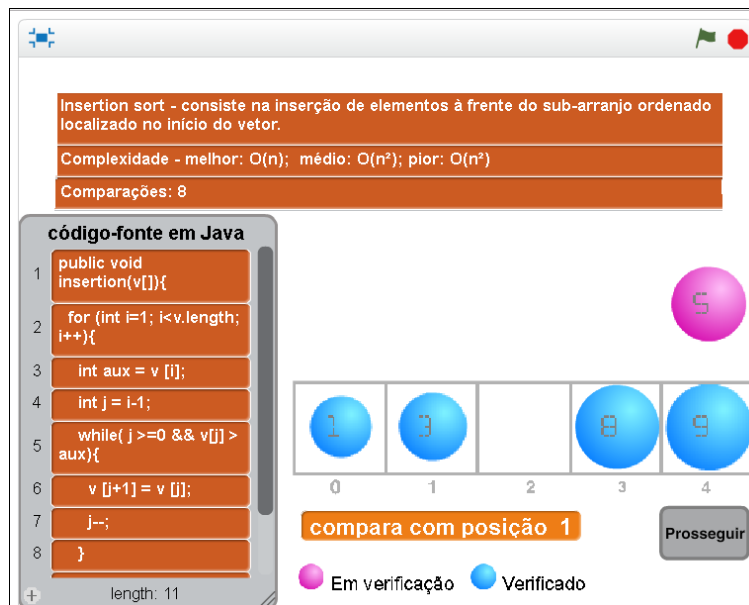 Insertion sort - consiste na inserção de elementos à frente do sub-arranjo ordenado
localizado no início do vetor.
Complexidade - melhor: O(n);  médio: O(n²); pior: O(n²)
Comparações: 8
código-fonte em Java
1 public void
insertion(v[]){
2 for (int i=1; i<v.length;
i++){
3 int aux = v [i];
4 int j = i-1;
5 while( j >=0 && v[j] >
aux){
6 v [j+1] = v [j];
7 j--;
8 }
+ length: 11
5
1 3 8 9
0 1 2 3 4
compara com posição 1
Prosseguir
Em verificação Verificado